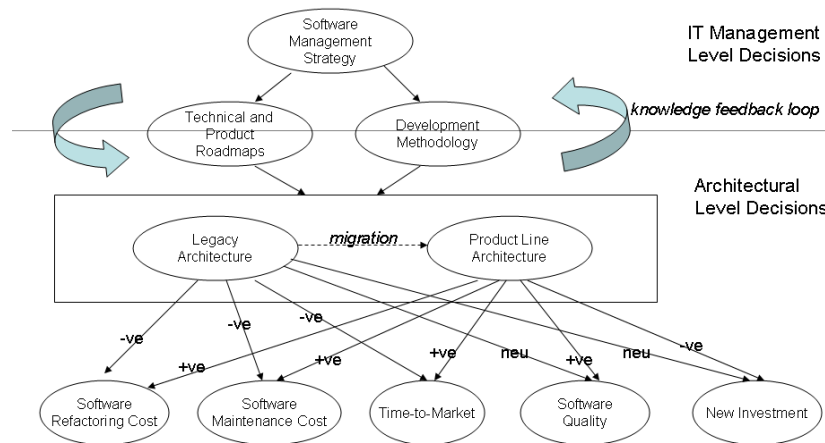 Software
Management
Strategy
IT Management
Level Decisions
knowledge feedback loop
Technical and
Product
Roadmaps
Development
Methodology
Architectural
Level Decisions
Legacy
Architecture
migration
Product Line
Architecture
-ve
-ve
-ve
+ve
+ve
+ve
neu
+ve
neu
-ve
Software
Refactoring Cost
Software
Maintenance Cost
Time-to-Market
Software
Quality
New Investment